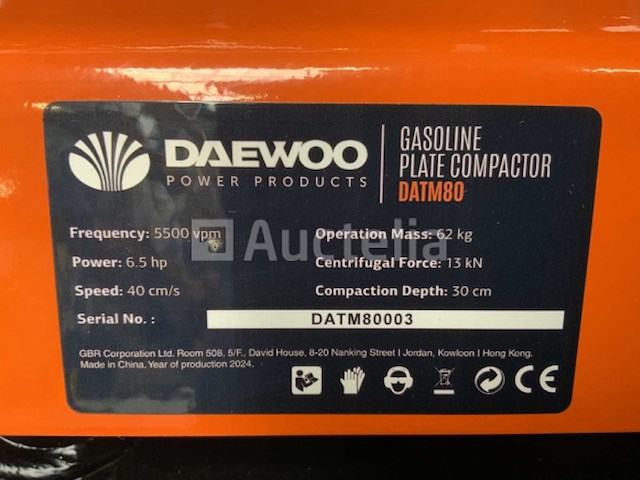 DAEWOO
POWER PRODUCTS
GASOLINE
PLATE COMPACTOR
DATM80
Frequency: 5500 vpm
Operation Mass: 62 kg
Power: 6.5 hp
Centrifugal Force: 13 kN
Speed: 40 cm/s
Compaction Depth: 30 cm
Serial No. : DATM80003
GBR Corporation Ltd. Room 508, 5/F., David House, 8-20 Nanking Street | Jordan, Kowloon | Hong Kong.
Made in China. Year of production 2024.
CE
Auctelia